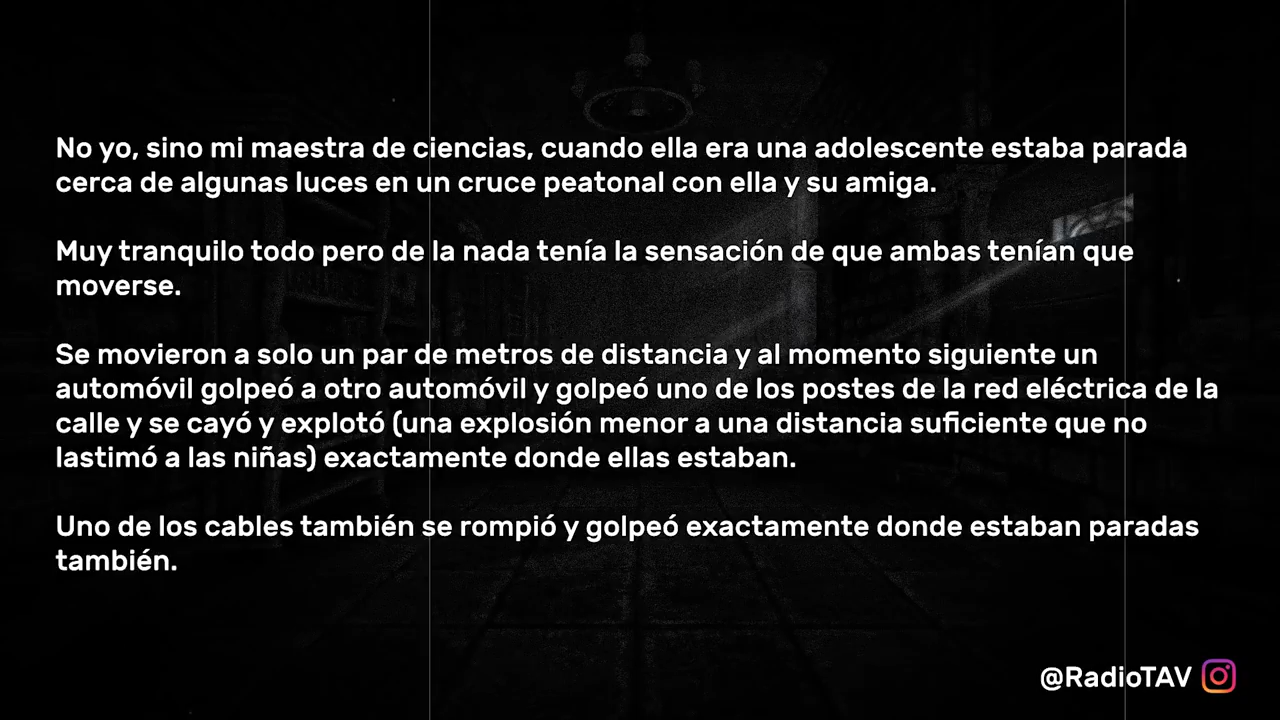 No yo, sino mi maestra de ciencias, cuando ella era una adolescente estaba parada
cerca de algunas luces en un cruce peatonal con ella y su amiga.
Muy tranquilo todo pero de la nada tenía la sensación de que ambas tenían que
moverse.
Se movieron a solo un par de metros de distancia y al momento siguiente un
automóvil golpeó a otro automóvil y golpeó uno de los postes de la red eléctrica de la
calle y se cayó y explotó (una explosión menor a una distancia suficiente que no
lastimó a las niñas) exactamente donde ellas estaban.
Uno de los cables también se rompió y golpeó exactamente donde estaban paradas
también.
@RadioTAV